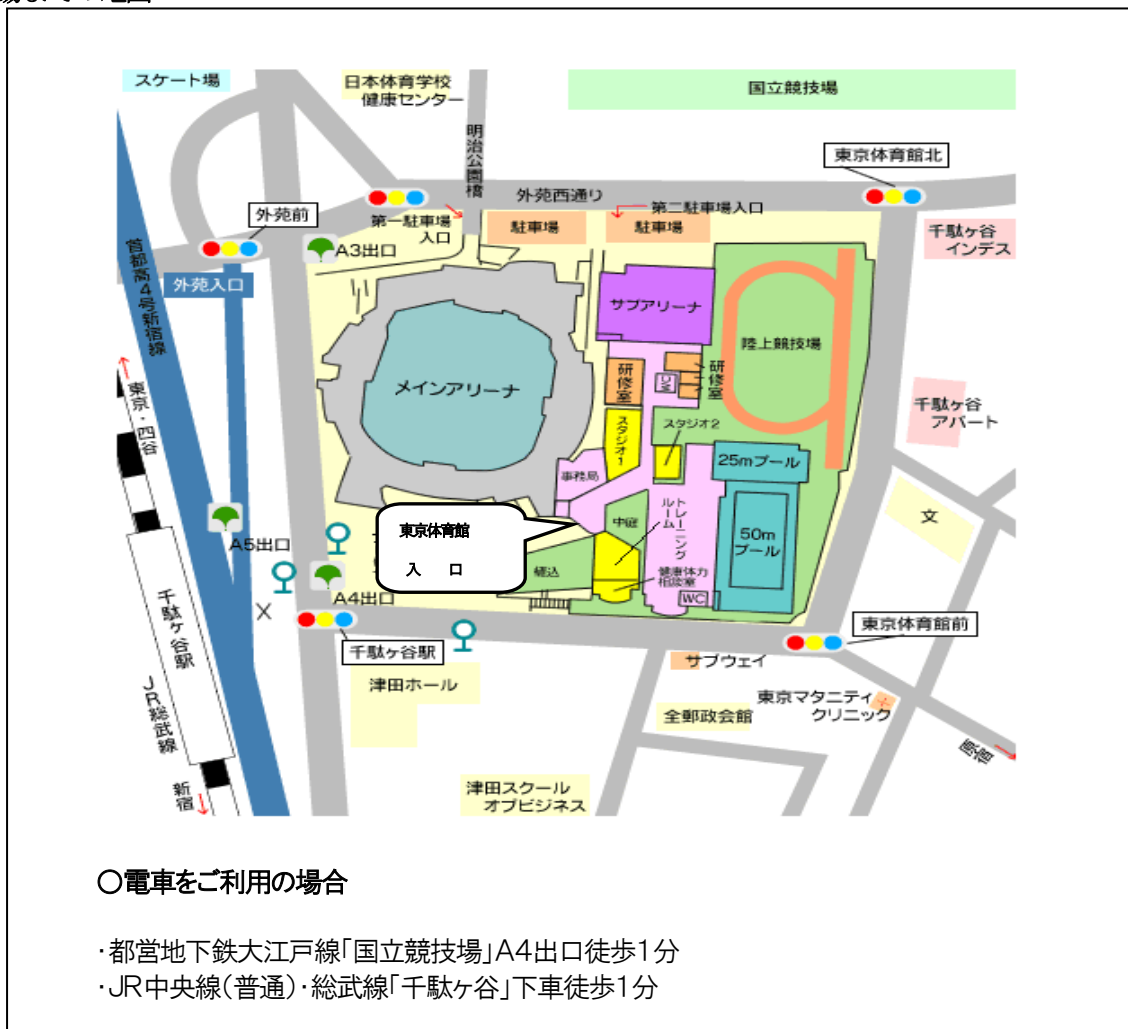 スケート場
日本体育学校
健康センター
国立競技場
明治公園橋
東京体育館北
外苑西通り
外苑前
第一駐車場
入口
駐車場
第二駐車場入口
駐車場
千駄ヶ谷
インデス
A3出口
首都高4号新宿線
外苑入口
サブアリーナ
陸上競技場
メインアリーナ
研修室
WC
研修室
東京・四谷
スタジオ1
スタジオ2
千駄ヶ谷
アパート
事務局
25mプール
東京体育館
入 口
中庭
トレーニング
ルーム
50m
プール
文
A5出口
植込
健康体力
相談室
WC
A4出口
千駄ヶ谷駅
千駄ヶ谷駅
東京体育館前
サブウェイ
JR総武線
津田ホール
全郵政会館
東京マタニティ
クリニック
原宿
新宿
津田スクール
オブビジネス
○電車をご利用の場合
・都営地下鉄大江戸線「国立競技場」A4出口徒歩1分
・JR中央線(普通)・総武線「千駄ヶ谷」下車徒歩1分